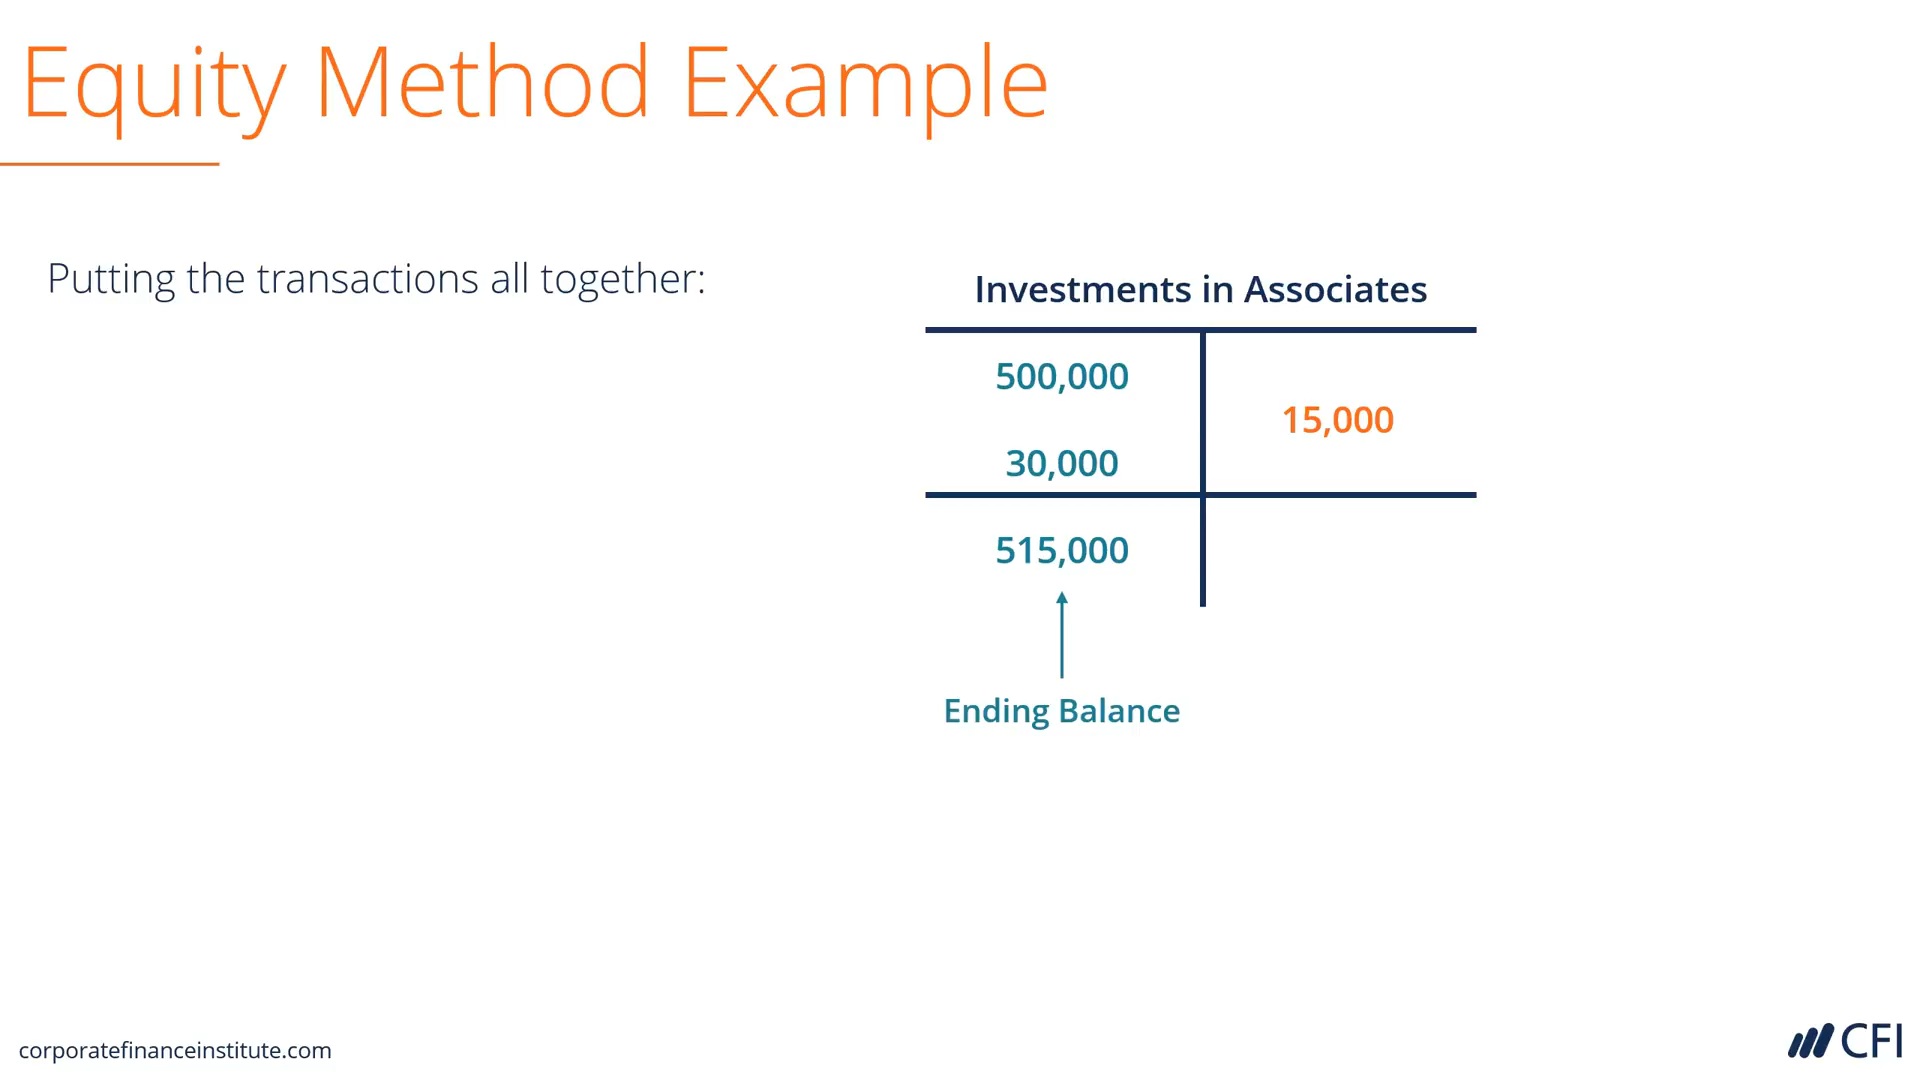 Equity Method Example
Putting the transactions all together:
Investments in Associates
500,000
15,000
30,000
515,000
Ending Balance
corporatefinanceinstitute.com
CFI